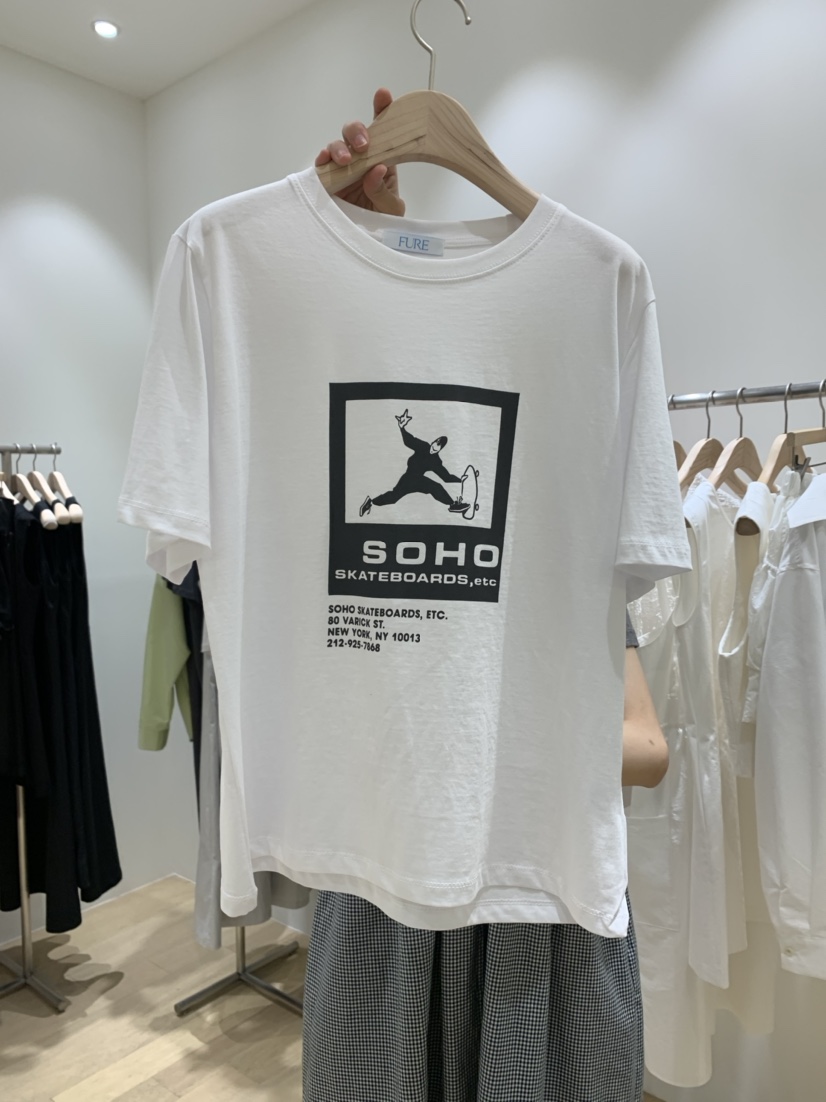 FURE
SOHO
SKATEBOARDS,etc
SOHO SKATEBOARDS, ETC.
80 VARICK ST.
NEW YORK, NY 10013
212-925-7868